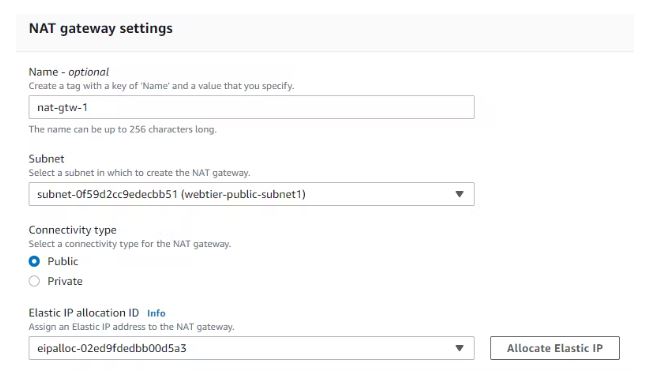 NAT gateway settings
Name - optional
Create a tag with a key of 'Name' and a value that you specify.
nat-gtw-1
The name can be up to 256 characters long.
Subnet
Select a subnet in which to create the NAT gateway.
subnet-0f59d2cc9edecbb51 (webtier-public-subnet1)
Connectivity type
Select a connectivity type for the NAT gateway.
Public
Private
Elastic IP allocation ID Info
Assign an Elastic IP address to the NAT gateway.
eipalloc-02ed9fdedbb00d5a3
Allocate Elastic IP